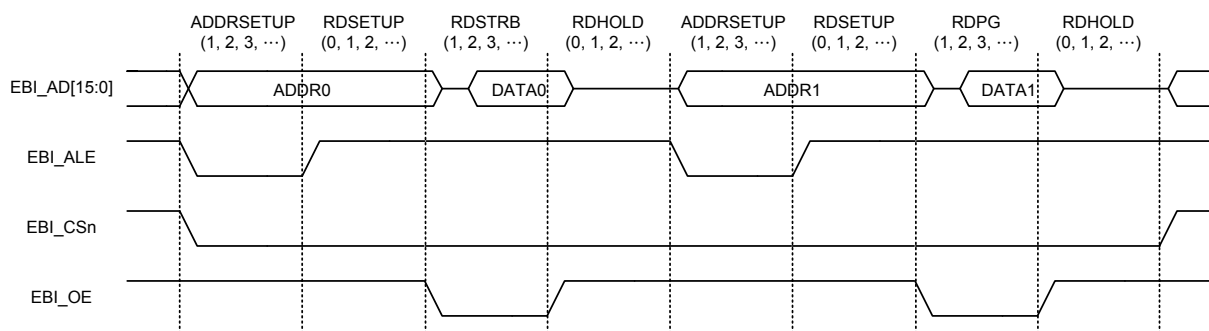 ADDRSETUP RDSETUP RDSTRB RDHOLD ADDRSETUP RDSETUP RDPG RDHOLD
(1, 2, 3, ⋯) (0, 1, 2, ⋯) (1, 2, 3, ⋯) (0, 1, 2, ⋯) (1, 2, 3, ⋯) (0, 1, 2, ⋯) (1, 2, 3, ⋯) (0, 1, 2, ⋯)
EBI_AD[15:0] ADDR0 DATA0 ADDR1 DATA1
EBI_ALE
EBI_CSn
EBI_OE